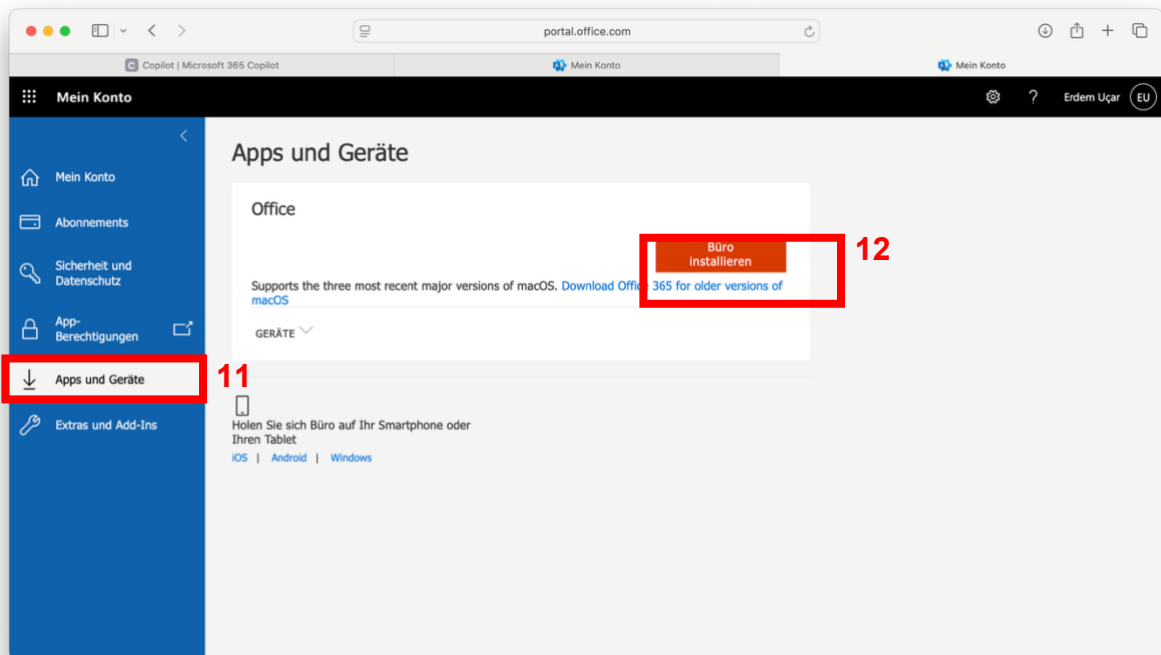 portal.office.com
Copilot | Microsoft 365 Copilot
Mein Konto
Mein Konto
Mein Konto
? Erdem Uçar EU
Mein Konto
Abonnements
Sicherheit und
Datenschutz
App-
Berechtigungen
Apps und Geräte
11
Extras und Add-Ins
Apps und Geräte
Office
Büro
installieren
12
Supports the three most recent major versions of macOS. Download Office 365 for older versions of
macOS
GERÄTE
Holen Sie sich Büro auf Ihr Smartphone oder
Ihren Tablet
iOS | Android | Windows